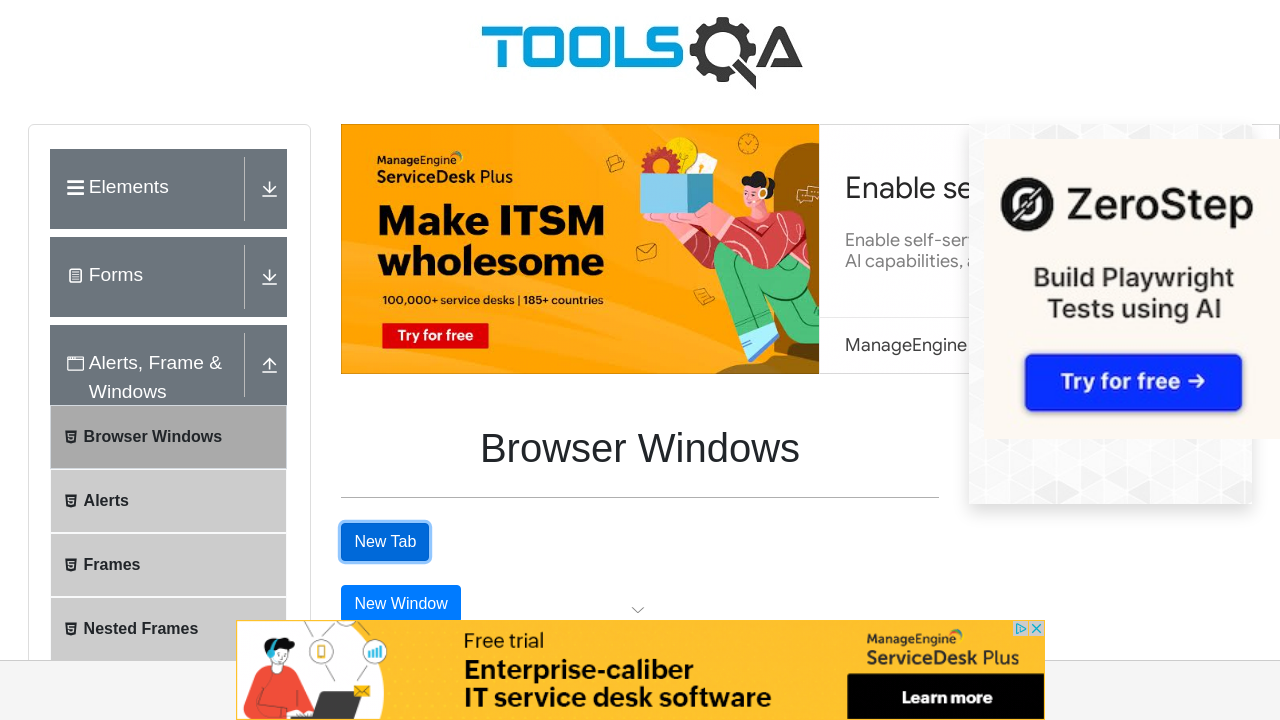 TOOLSQA
Elements
Forms
Alerts, Frame &
Windows
Browser Windows
Alerts
Frames
Nested Frames
ManageEngine
ServiceDesk Plus
Make ITSM
wholesome
100,000+ service desks | 185+ countries
Try for free
Enable se
Enable self-ser
AI capabilities,
ManageEngine
ZeroStep
Build Playwright
Tests using AI
Try for free →
Browser Windows
New Tab
New Window
Free trial
Enterprise-caliber
IT service desk software
ManageEngine
ServiceDesk Plus
Learn more